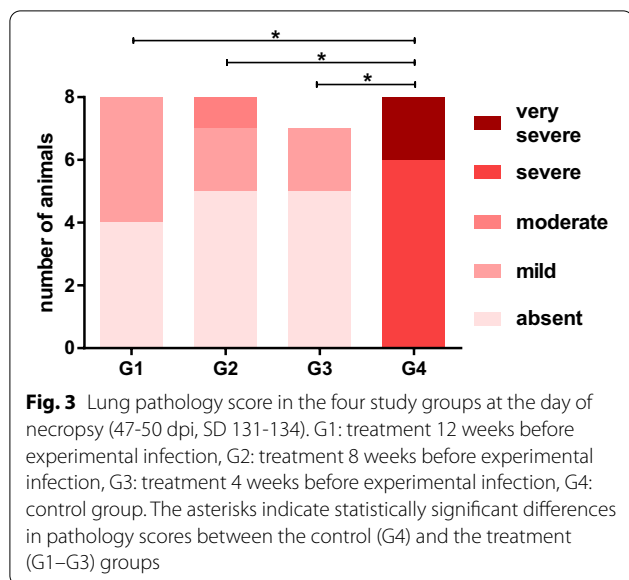 *
*
*
8
6
4
2
0
number of animals
G1 G2 G3 G4
very
severe
severe
moderate
mild
absent
Fig. 3 Lung pathology score in the four study groups at the day of
necropsy (47-50 dpi, SD 131-134). G1: treatment 12 weeks before
experimental infection, G2: treatment 8 weeks before experimental
infection, G3: treatment 4 weeks before experimental infection, G4:
control group. The asterisks indicate statistically significant differences
in pathology scores between the control (G4) and the treatment
(G1–G3) groups